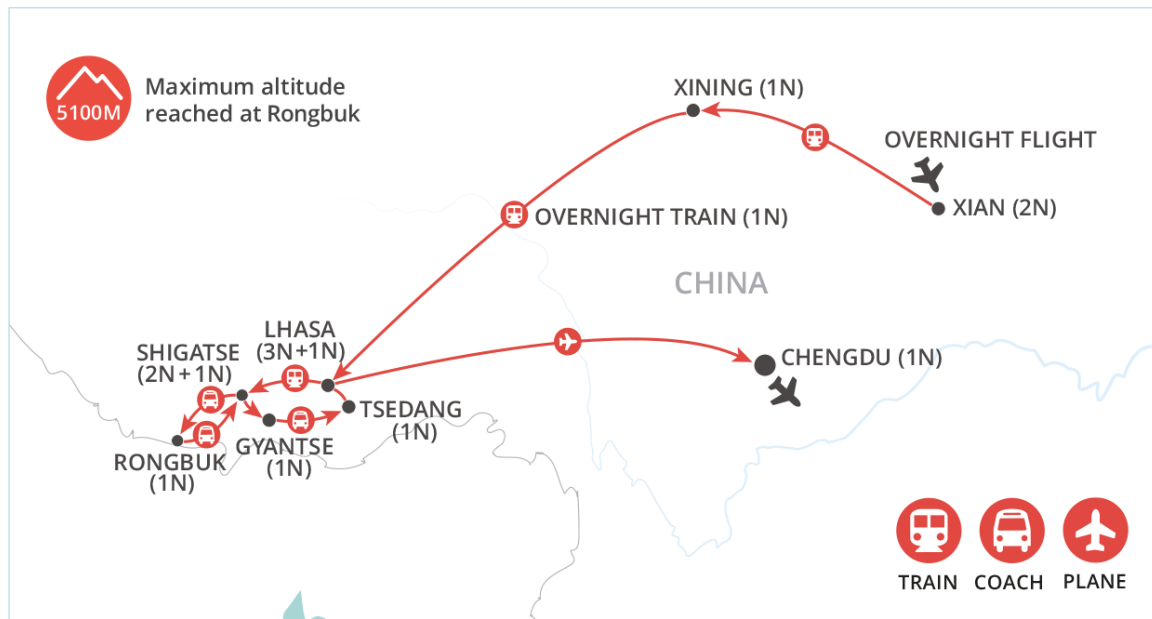 5100M
Maximum altitude
reached at Rongbuk
XINING (1N)
OVERNIGHT FLIGHT
XIAN (2N)
OVERNIGHT TRAIN (1N)
CHINA
LHASA
(3N+1N)
SHIGATSE
(2N+1N)
CHENGDU (1N)
TSEDANG
(1N)
GYANTSE
(1N)
RONGBUK
(1N)
TRAIN
COACH
PLANE